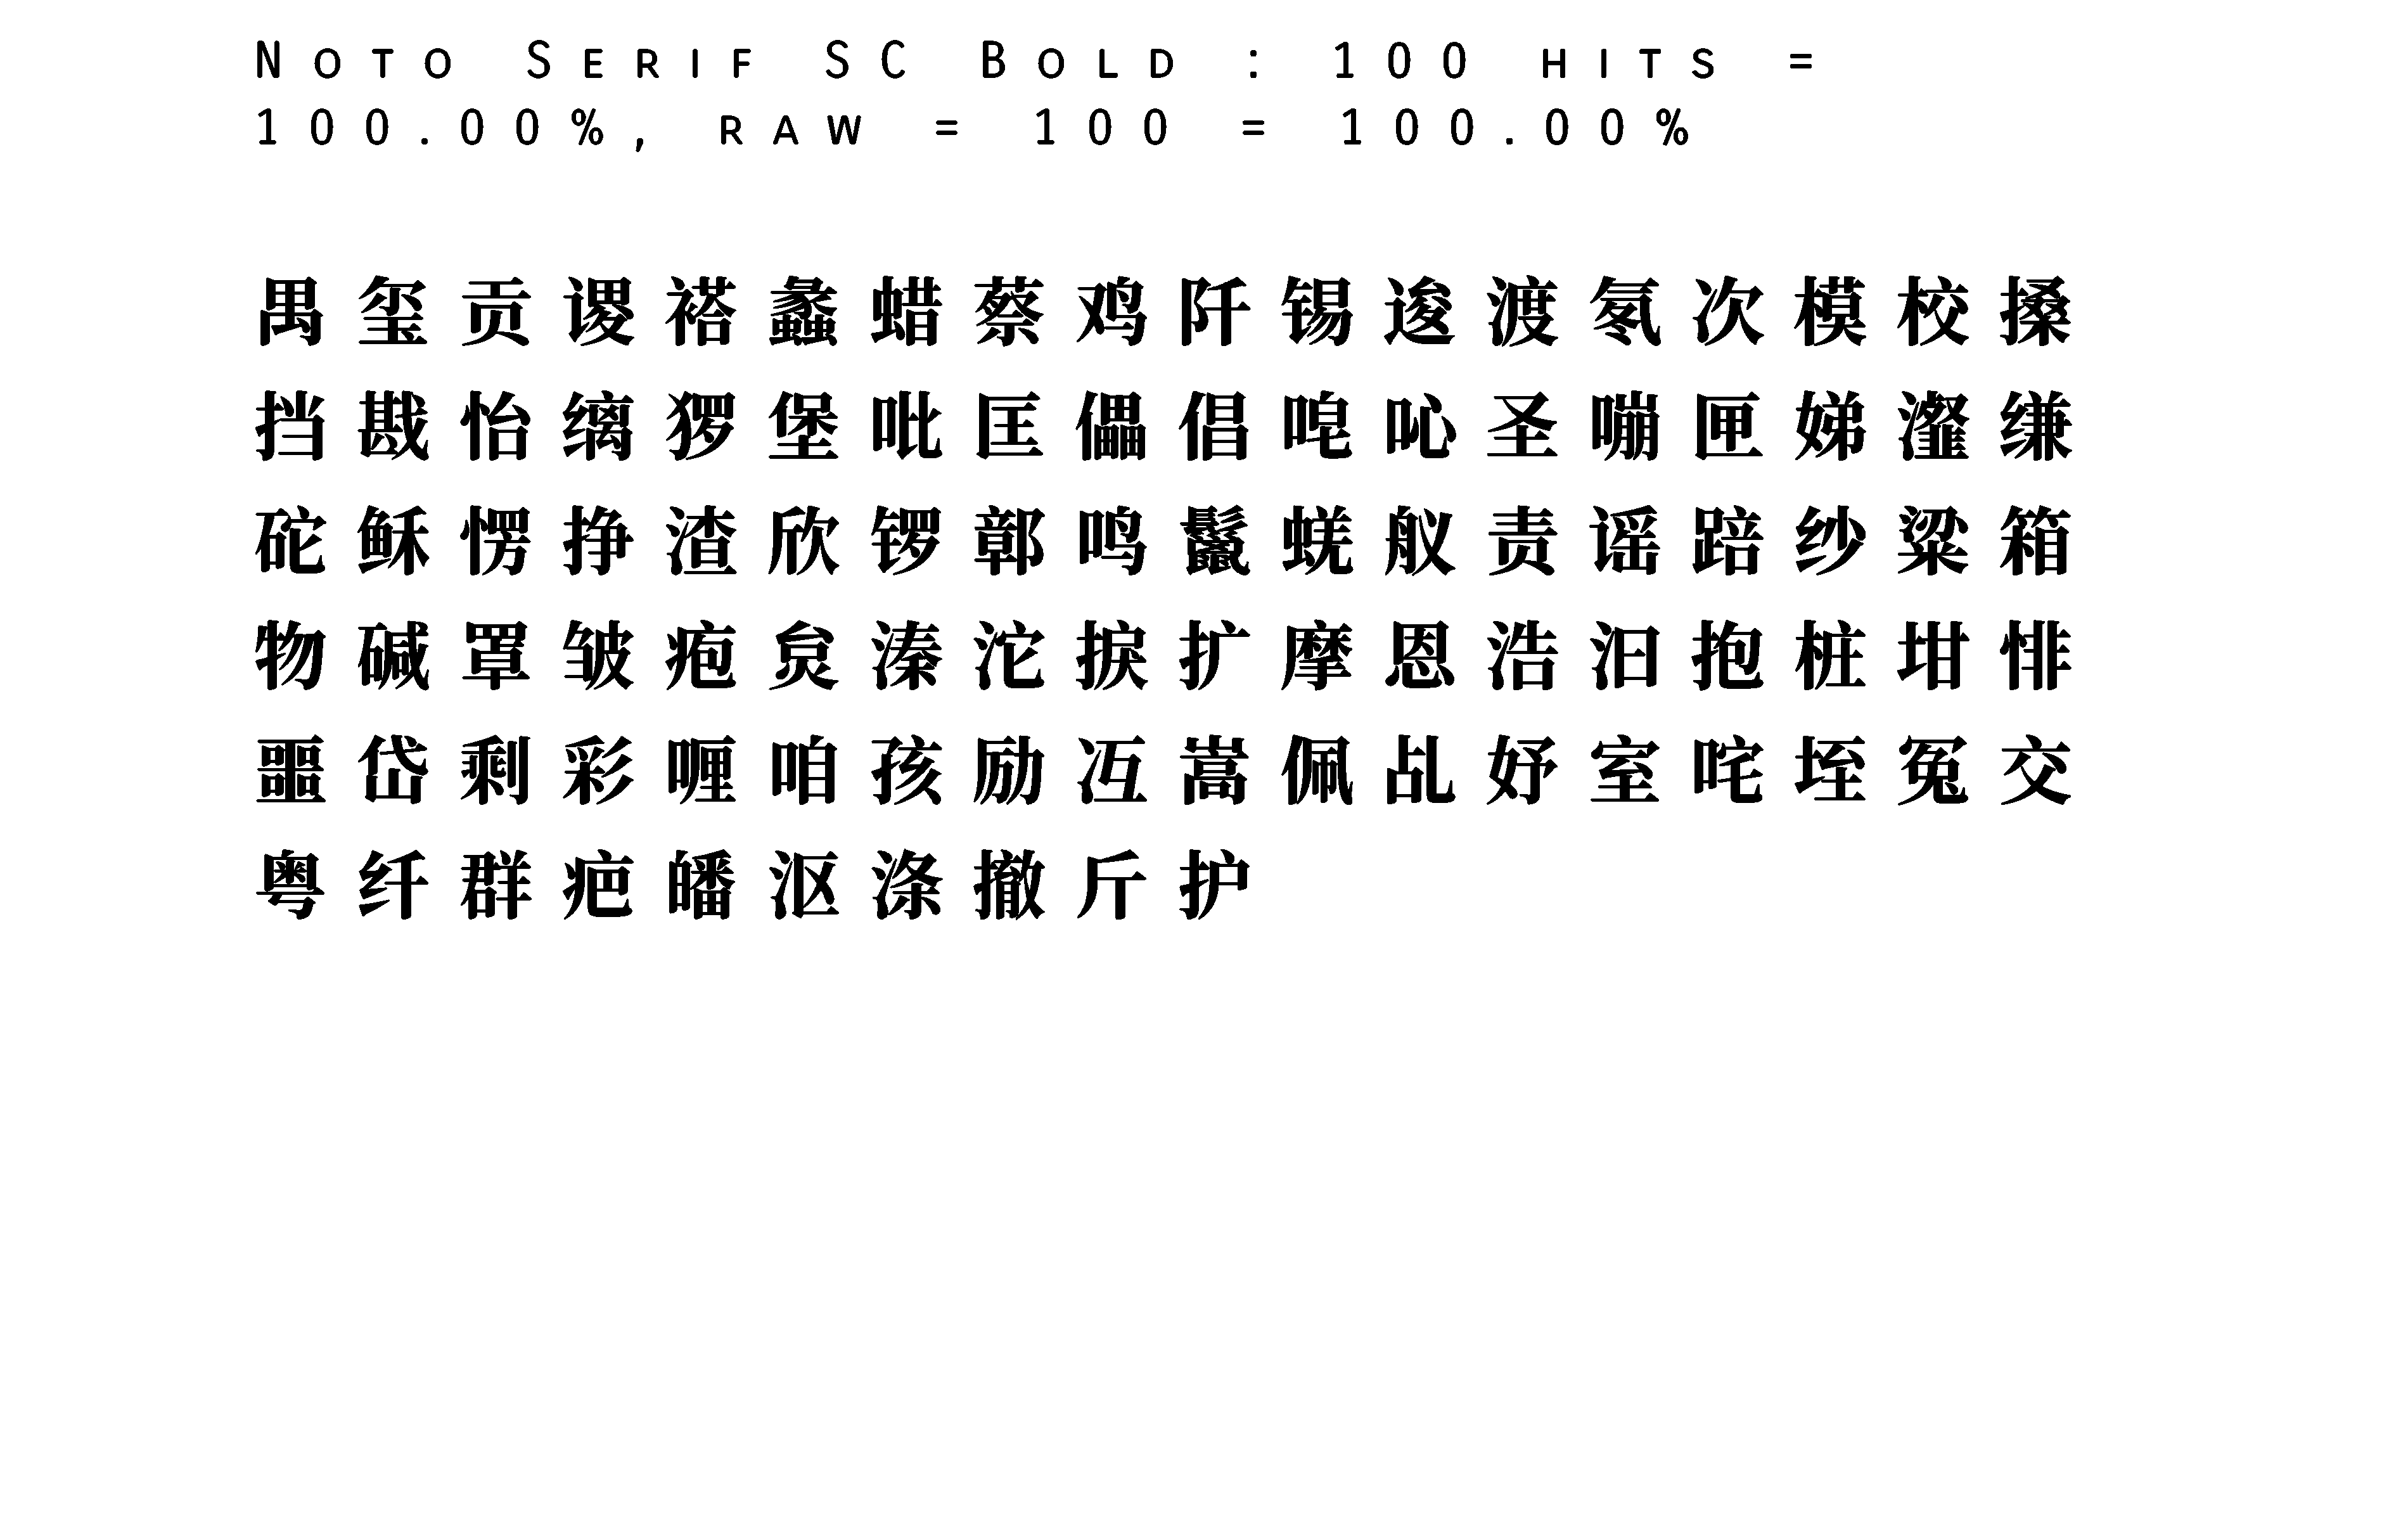 Noto Serif SC Bold : 100 hits =
100.00%, raw = 100 = 100.00%
禺玺贡谡褡蠡蜡蔡鸡阡锡逡渡氡次模校搡
挡戡怡缡猡堡吡匡儡倡唣吣圣嘣匣娣瀣缣
砣稣愣挣渣欣锣鄣鸣鬣蜣舣责谣踣纱粱箱
物碱罩皱疱炱溱沱捩扩摩恩浩汩抱桩坩悱
噩岱剩彩喱咱孩励冱嵩佩乩妤室咤垤冤交
粤纤群疤皤沤涤撤斤护